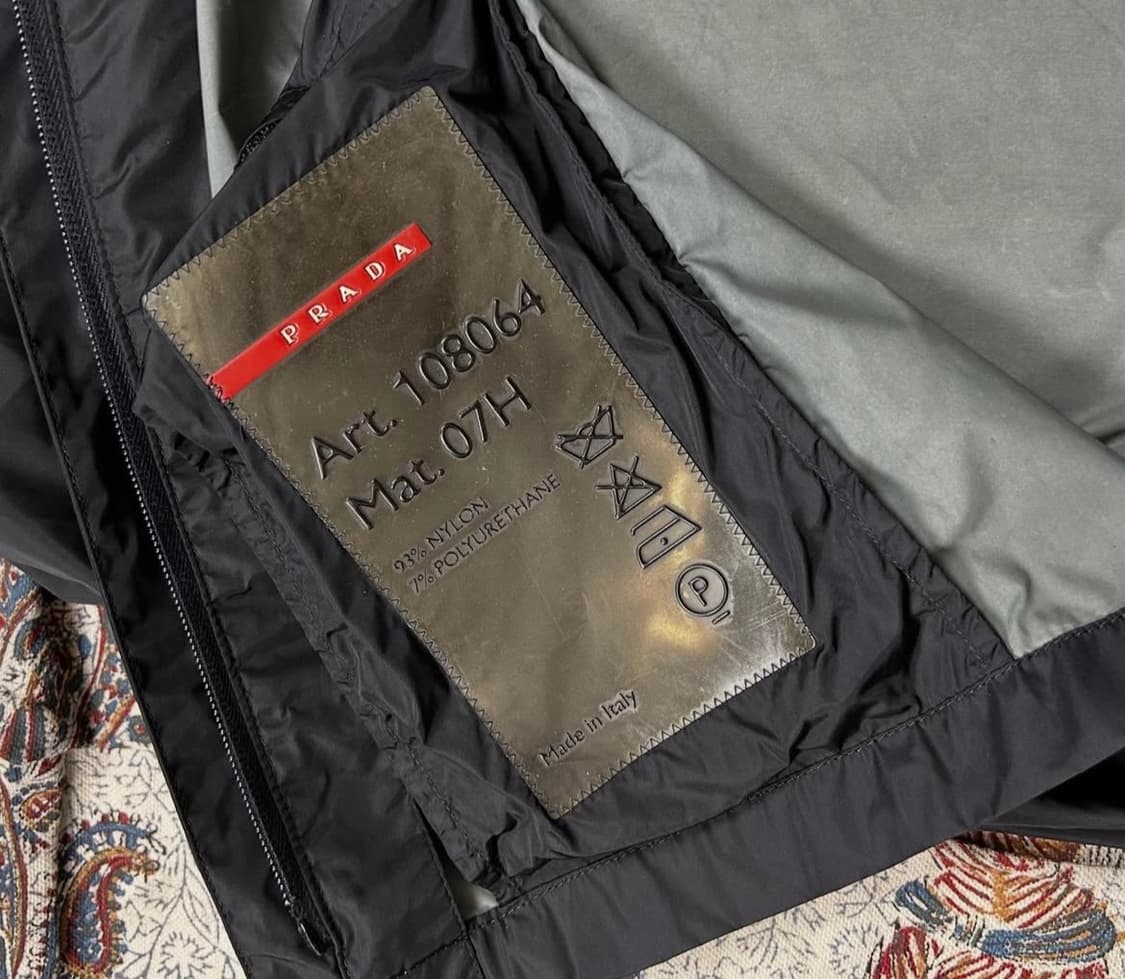 PRADA
Art. 108064
Mat. 07H
93% NYLON
7% POLYURETHANE
P
Made in Italy